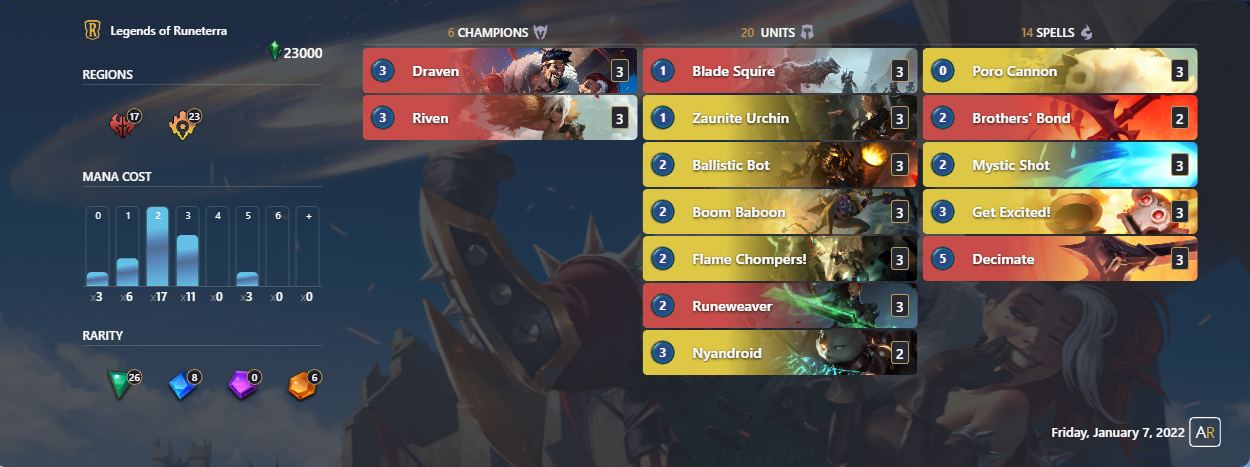 Legends of Runeterra
23000
REGIONS
17
23
MANA COST
0 1 2 3 4 5 6 +
x3 x6 x17 x11 x0 x3 x0 x0
RARITY
26 8 0 6
6 CHAMPIONS
3 Draven 3
3 Riven 3
20 UNITS
1 Blade Squire 3
1 Zaunite Urchin 3
2 Ballistic Bot 3
2 Boom Baboon 3
2 Flame Chompers! 3
2 Runeweaver 3
3 Nyandroid 2
14 SPELLS
0 Poro Cannon 3
2 Brothers' Bond 2
2 Mystic Shot 3
3 Get Excited! 3
5 Decimate 3
Friday, January 7, 2022 AR